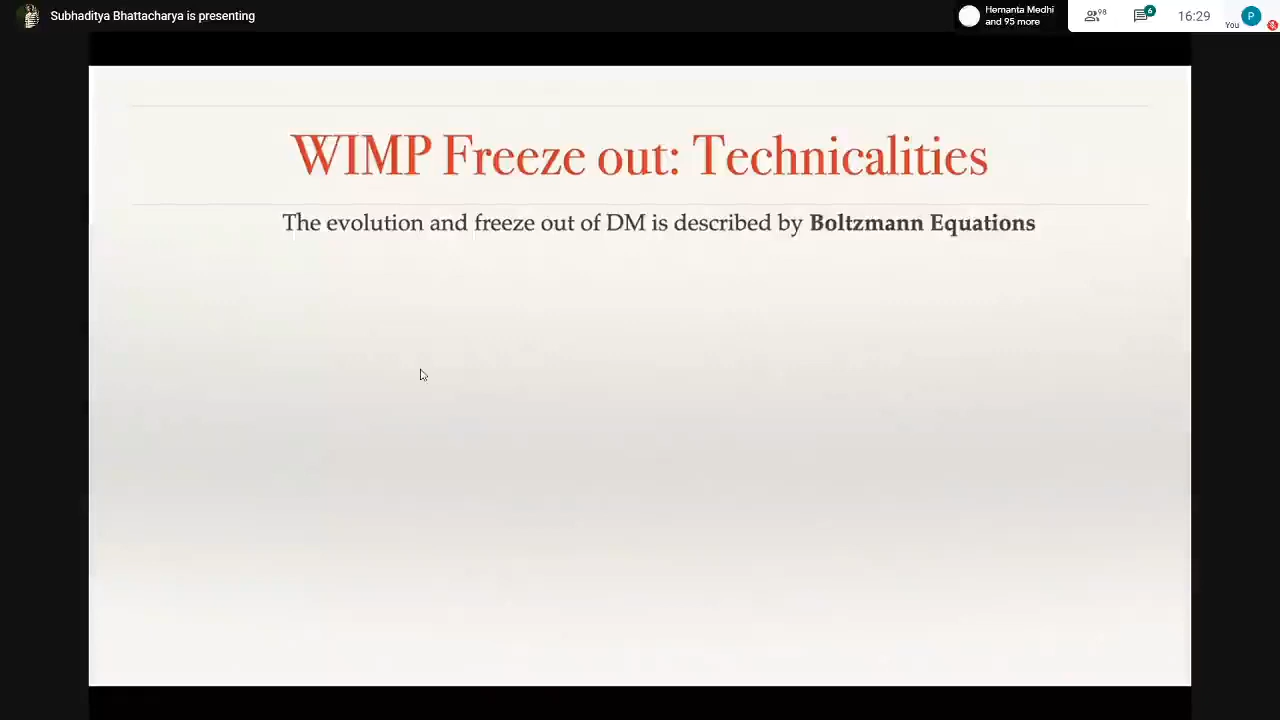 Subhaditya Bhattacharya is presenting
Hemanta Medhi
and 95 more
98
6
16:29
You
P
WIMP Freeze out: Technicalities
The evolution and freeze out of DM is described by Boltzmann Equations